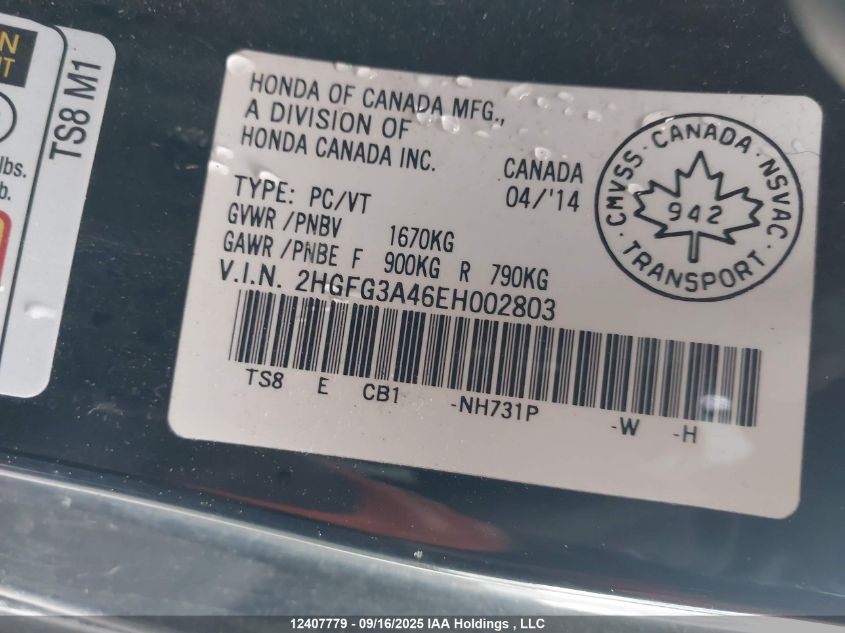 N
IT
lbs.
b.
TS8 M1
HONDA OF CANADA MFG.,
A DIVISION OF
HONDA CANADA INC.
CANADA
04/'14
TYPE: PC/VT
GVWR /PNBV 1670KG
GAWR /PNBE F 900KG R 790KG
V.I.N. 2HGFG3A46EH002803
CMVSS · CANADA · NSVAC · TRANSPORT ·
942
TS8 E CB1 -NH731P -W -H
12407779 - 09/16/2025 IAA Holdings , LLC